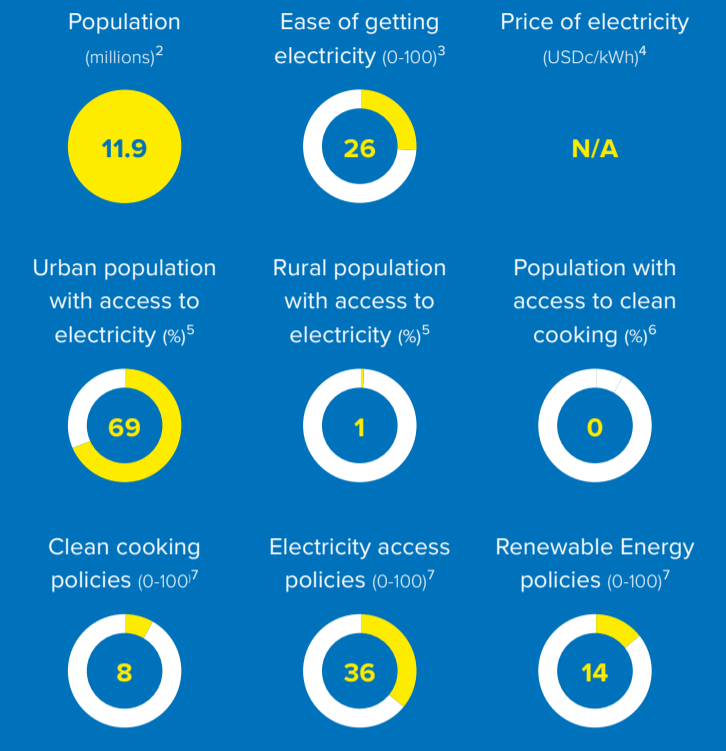 Population
(millions)²
11.9
Ease of getting
electricity (0-100)³
26
Price of electricity
(USDc/kWh)⁴
N/A
Urban population
with access to
electricity (%)⁵
69
Rural population
with access to
electricity (%)⁵
1
Population with
access to clean
cooking (%)⁶
0
Clean cooking
policies (0-100)⁷
8
Electricity access
policies (0-100)⁷
36
Renewable Energy
policies (0-100)⁷
14